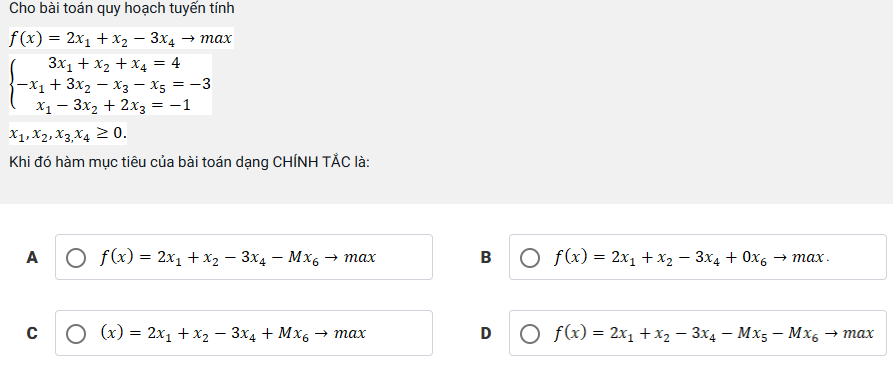 Cho bài toán quy hoạch tuyến tính
f(x) = 2x₁ + x₂ − 3x₄ → max
3x₁ + x₂ + x₄ = 4
−x₁ + 3x₂ − x₃ − x₅ = −3
x₁ − 3x₂ + 2x₃ = −1
x₁, x₂, x₃, x₄ ≥ 0.
Khi đó hàm mục tiêu của bài toán dạng CHÍNH TẮC là:
A f(x) = 2x₁ + x₂ − 3x₄ − Mx₆ → max
B f(x) = 2x₁ + x₂ − 3x₄ + 0x₆ → max.
C (x) = 2x₁ + x₂ − 3x₄ + Mx₆ → max
D f(x) = 2x₁ + x₂ − 3x₄ − Mx₅ − Mx₆ → max